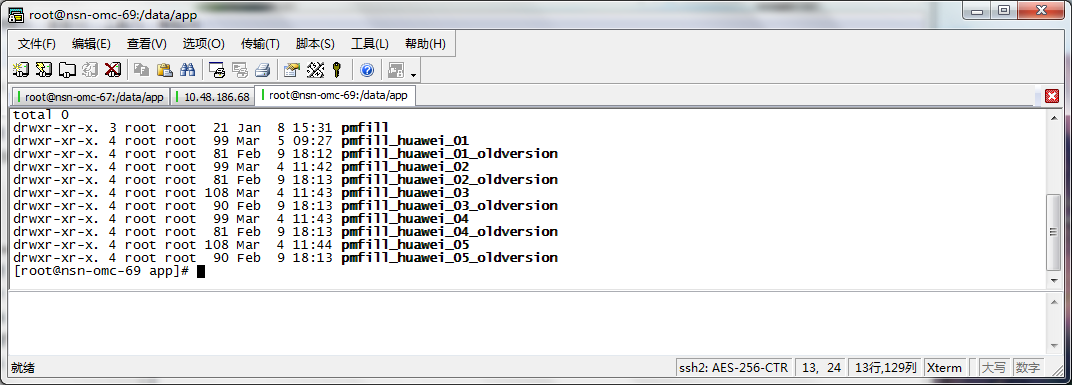 root@nsn-omc-69:/data/app
文件(F) 编辑(E) 查看(V) 选项(O) 传输(T) 脚本(S) 工具(L) 帮助(H)
root@nsn-omc-67:/data/app 10.48.186.68 root@nsn-omc-69:/data/app
total 0
drwxr-xr-x. 3 root root  21 Jan  8 15:31 pmfill
drwxr-xr-x. 4 root root  99 Mar  5 09:27 pmfill_huawei_01
drwxr-xr-x. 4 root root  81 Feb  9 18:12 pmfill_huawei_01_oldversion
drwxr-xr-x. 4 root root  99 Mar  4 11:42 pmfill_huawei_02
drwxr-xr-x. 4 root root  81 Feb  9 18:13 pmfill_huawei_02_oldversion
drwxr-xr-x. 4 root root 108 Mar  4 11:43 pmfill_huawei_03
drwxr-xr-x. 4 root root  90 Feb  9 18:13 pmfill_huawei_03_oldversion
drwxr-xr-x. 4 root root  99 Mar  4 11:43 pmfill_huawei_04
drwxr-xr-x. 4 root root  81 Feb  9 18:13 pmfill_huawei_04_oldversion
drwxr-xr-x. 4 root root 108 Mar  4 11:44 pmfill_huawei_05
drwxr-xr-x. 4 root root  90 Feb  9 18:13 pmfill_huawei_05_oldversion
[root@nsn-omc-69 app]#
就绪 ssh2: AES-256-CTR 13, 24 13行,129列 Xterm 大写 数字